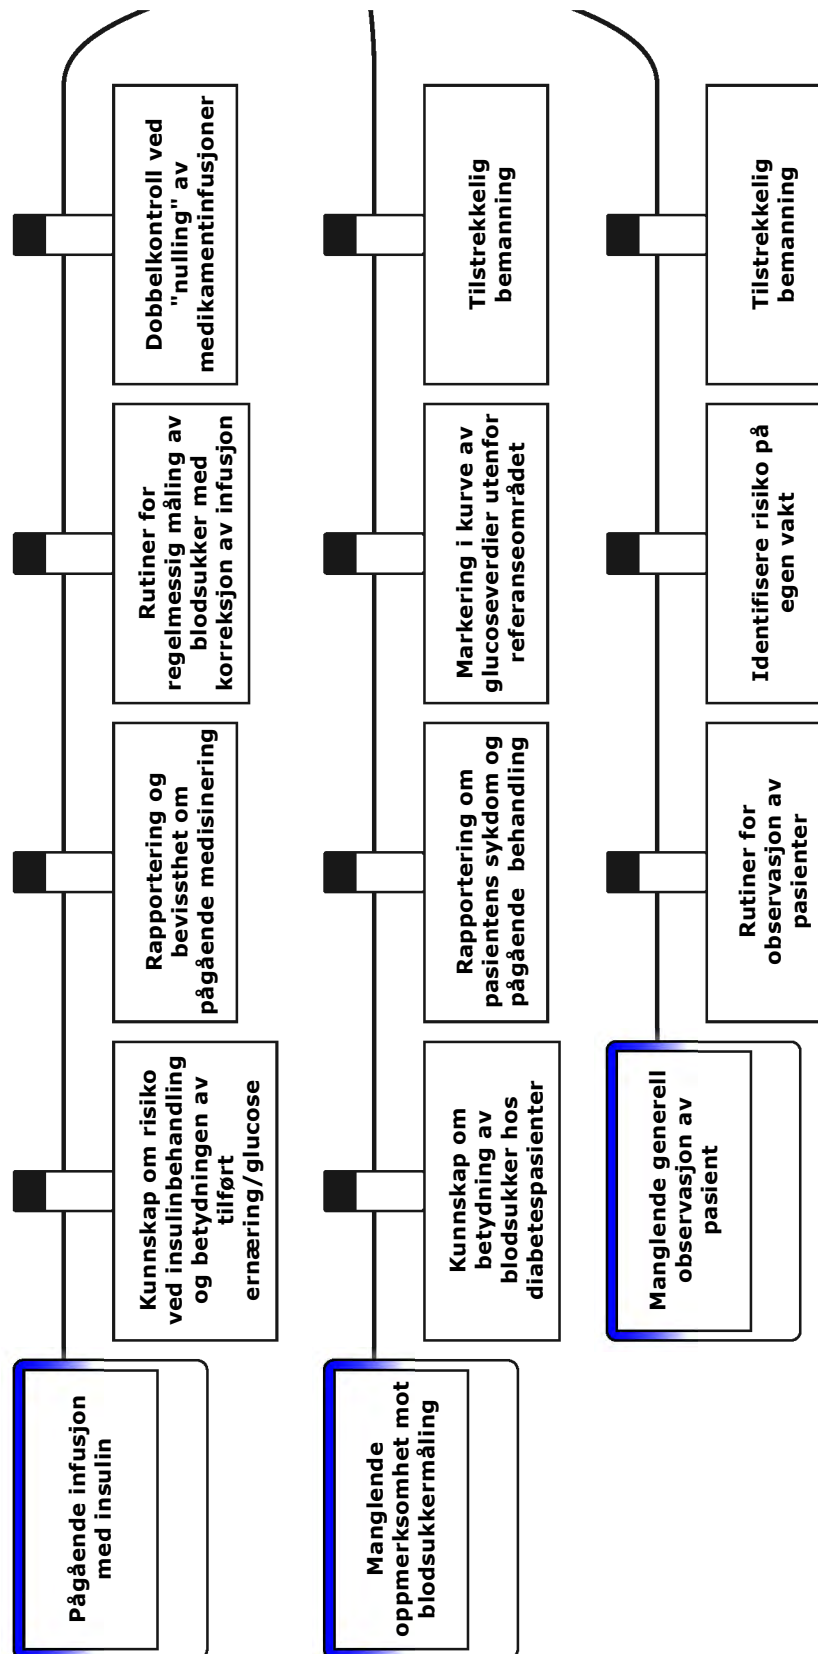 Pågående infusjon
med insulin
Kunnskap om risiko
ved insulinbehandling
og betydningen av
tilført
ernæring/glucose
Rapportering og
bevissthet om
pågående medisinering
Rutiner for
regelmessig måling av
blodsukker med
korreksjon av infusjon
Dobbelkontroll ved
"nulling" av
medikamentinfusjoner
Manglende
oppmerksomhet mot
blodsukkermåling
Kunnskap om
betydning av
blodsukker hos
diabetespasienter
Rapportering om
pasientens sykdom og
pågående behandling
Markering i kurve av
glucoseverdier utenfor
referanseområdet
Tilstrekkelig
bemanning
Manglende generell
observasjon av
pasient
Rutiner for
observasjon av
pasienter
Identifisere risiko på
egen vakt
Tilstrekkelig
bemanning